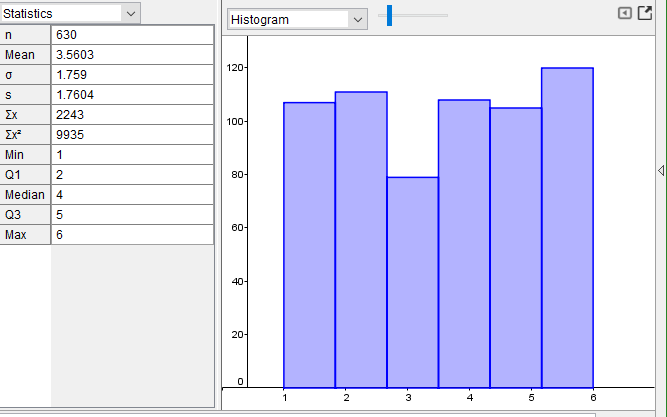 Statistics
n 630
Mean 3.5603
σ 1.759
s 1.7604
Σx 2243
Σx² 9935
Min 1
Q1 2
Median 4
Q3 5
Max 6
Histogram
120
100
80
60
40
20
0
1 2 3 4 5 6